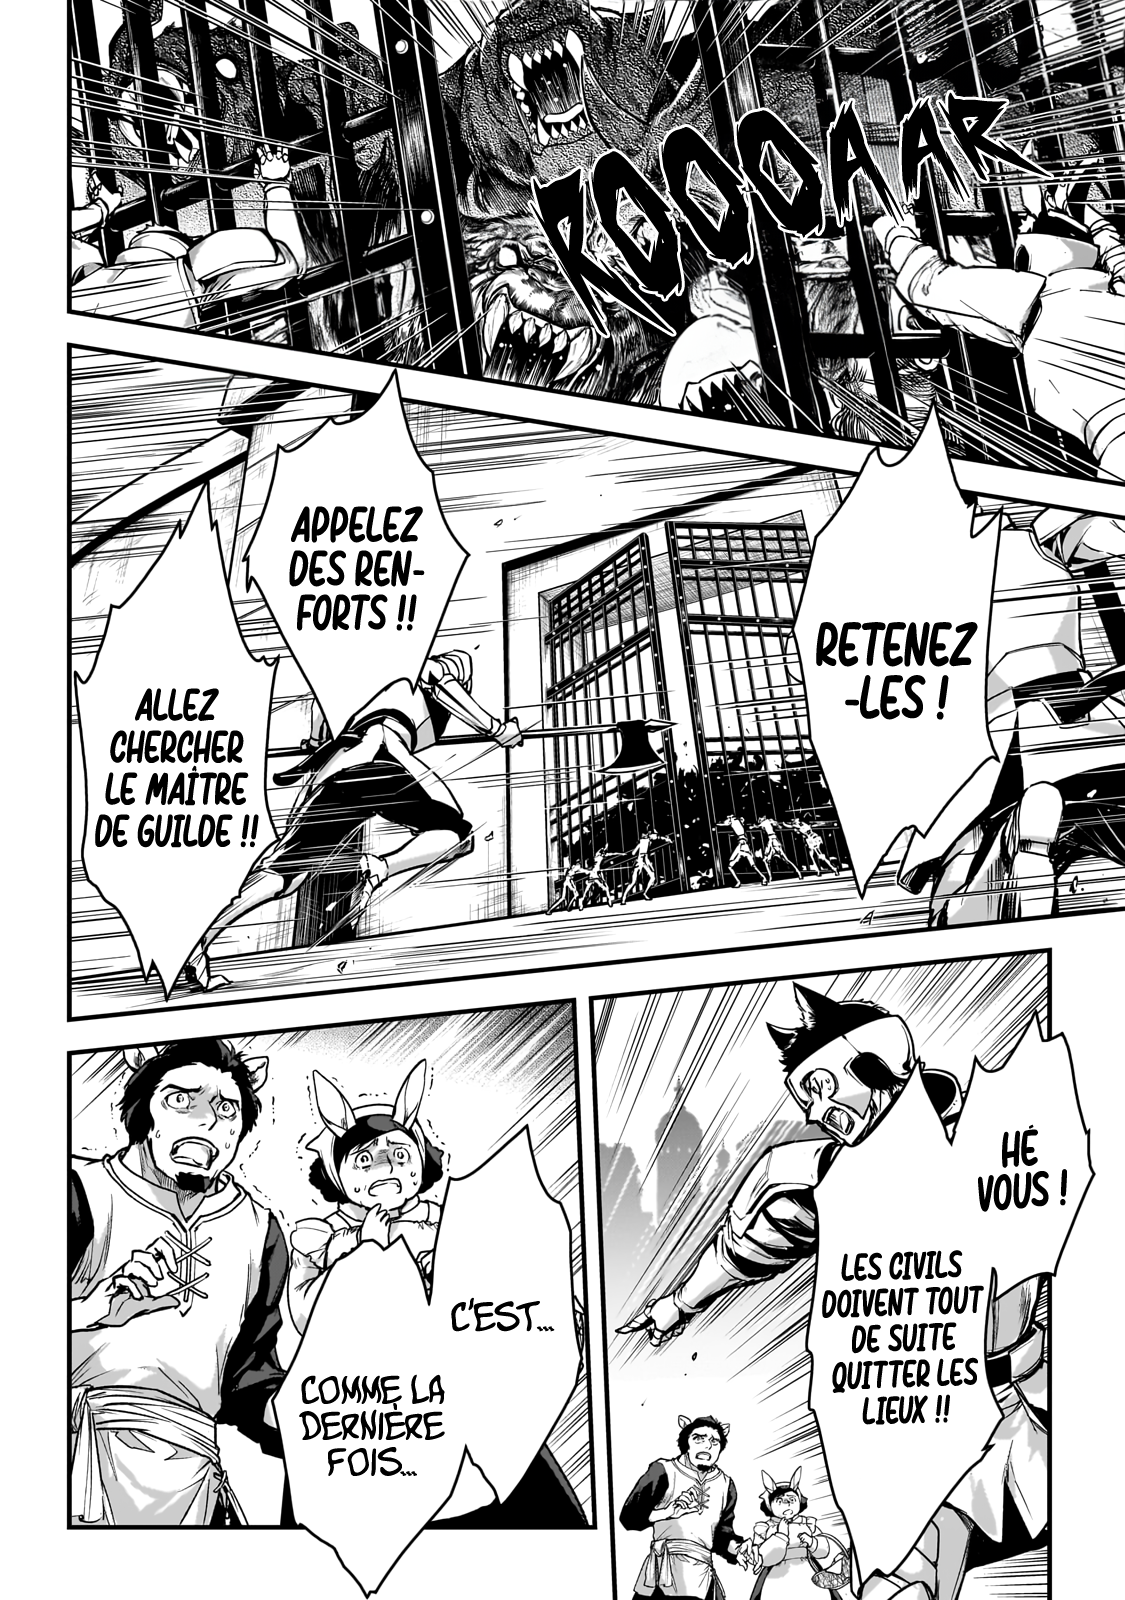 ROOOAAR
RETENEZ
-LES !
APPELEZ
DES REN-
FORTS !!
ALLEZ
CHERCHER
LE MAÎTRE
DE GUILDE !!
HÉ
VOUS !
LES CIVILS
DOIVENT TOUT
DE SUITE
QUITTER LES
LIEUX !!
C'EST...
COMME LA
DERNIÈRE
FOIS...